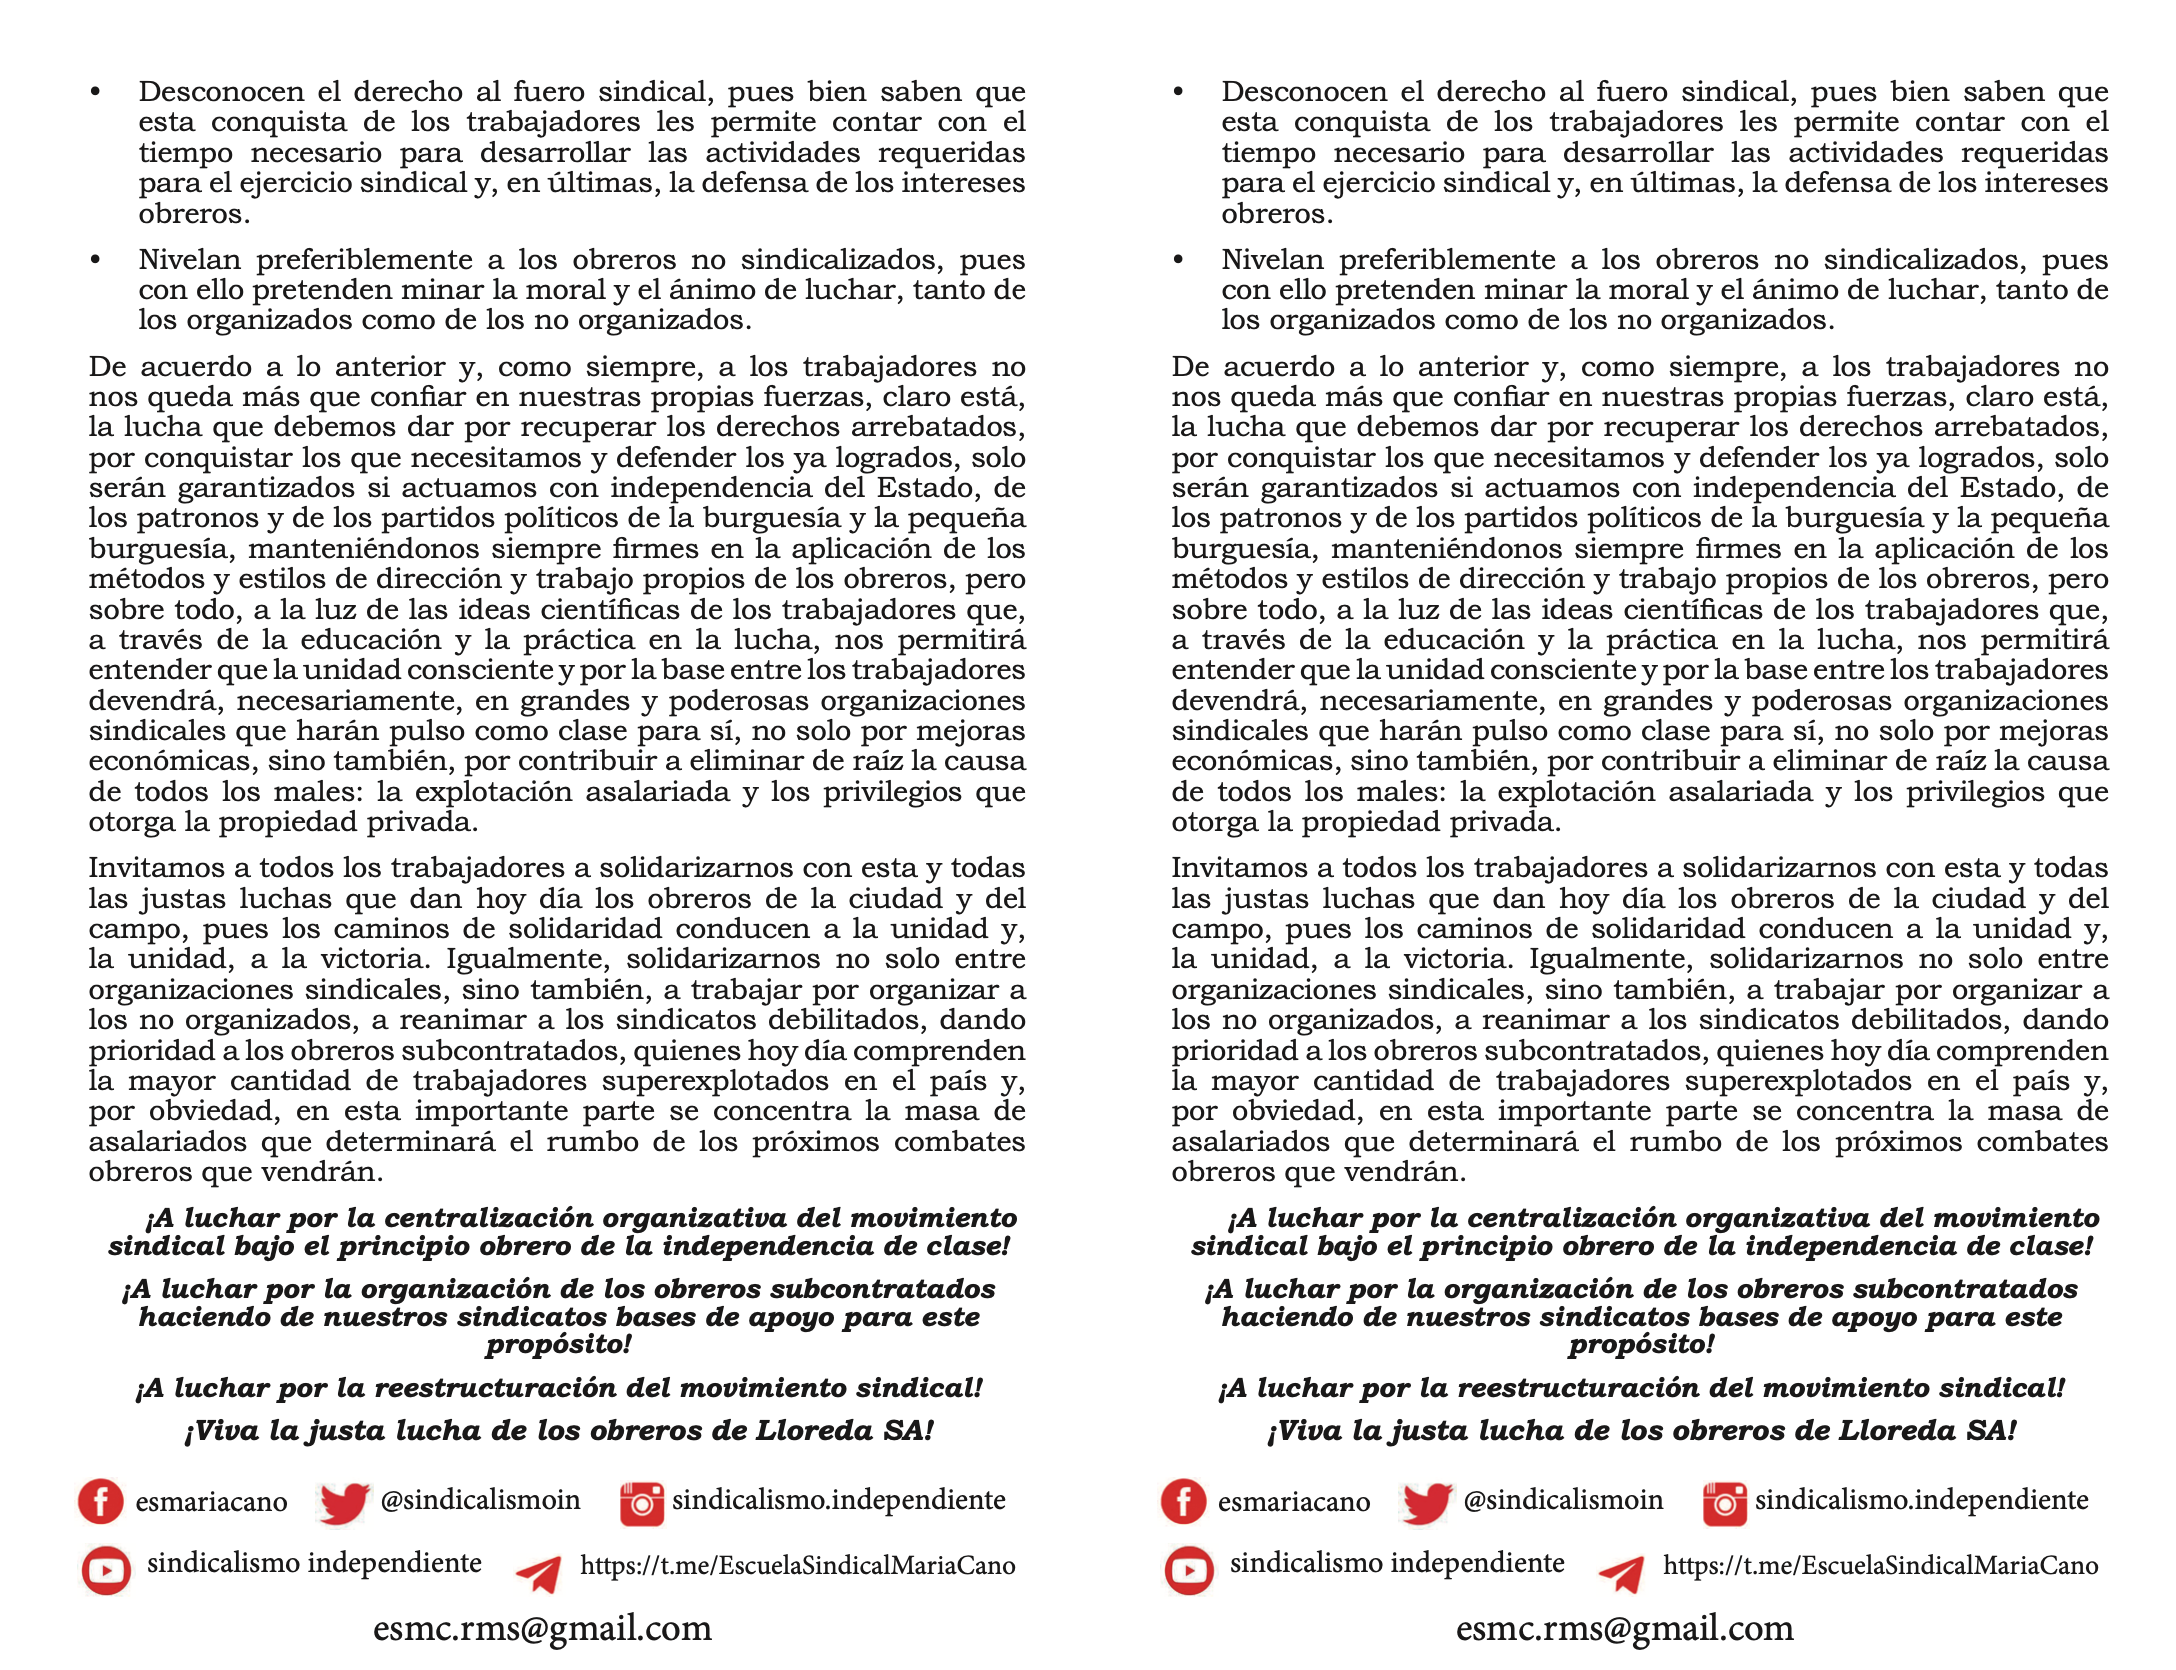 • Desconocen el derecho al fuero sindical, pues bien saben que
esta conquista de los trabajadores les permite contar con el
tiempo necesario para desarrollar las actividades requeridas
para el ejercicio sindical y, en últimas, la defensa de los intereses
obreros.
• Nivelan preferiblemente a los obreros no sindicalizados, pues
con ello pretenden minar la moral y el ánimo de luchar, tanto de
los organizados como de los no organizados.
De acuerdo a lo anterior y, como siempre, a los trabajadores no
nos queda más que confiar en nuestras propias fuerzas, claro está,
la lucha que debemos dar por recuperar los derechos arrebatados,
por conquistar los que necesitamos y defender los ya logrados, solo
serán garantizados si actuamos con independencia del Estado, de
los patronos y de los partidos políticos de la burguesía y la pequeña
burguesía, manteniéndonos siempre firmes en la aplicación de los
métodos y estilos de dirección y trabajo propios de los obreros, pero
sobre todo, a la luz de las ideas científicas de los trabajadores que,
a través de la educación y la práctica en la lucha, nos permitirá
entender que la unidad consciente y por la base entre los trabajadores
devendrá, necesariamente, en grandes y poderosas organizaciones
sindicales que harán pulso como clase para sí, no solo por mejoras
económicas, sino también, por contribuir a eliminar de raíz la causa
de todos los males: la explotación asalariada y los privilegios que
otorga la propiedad privada.
Invitamos a todos los trabajadores a solidarizarnos con esta y todas
las justas luchas que dan hoy día los obreros de la ciudad y del
campo, pues los caminos de solidaridad conducen a la unidad y,
la unidad, a la victoria. Igualmente, solidarizarnos no solo entre
organizaciones sindicales, sino también, a trabajar por organizar a
los no organizados, a reanimar a los sindicatos debilitados, dando
prioridad a los obreros subcontratados, quienes hoy día comprenden
la mayor cantidad de trabajadores superexplotados en el país y,
por obviedad, en esta importante parte se concentra la masa de
asalariados que determinará el rumbo de los próximos combates
obreros que vendrán.
¡A luchar por la centralización organizativa del movimiento
sindical bajo el principio obrero de la independencia de clase!
¡A luchar por la organización de los obreros subcontratados
haciendo de nuestros sindicatos bases de apoyo para este
propósito!
¡A luchar por la reestructuración del movimiento sindical!
¡Viva la justa lucha de los obreros de Lloreda SA!
esmariacano @sindicalismoin sindicalismo.independiente
sindicalismo independiente https://t.me/EscuelaSindicalMariaCano
esmc.rms@gmail.com
• Desconocen el derecho al fuero sindical, pues bien saben que
esta conquista de los trabajadores les permite contar con el
tiempo necesario para desarrollar las actividades requeridas
para el ejercicio sindical y, en últimas, la defensa de los intereses
obreros.
• Nivelan preferiblemente a los obreros no sindicalizados, pues
con ello pretenden minar la moral y el ánimo de luchar, tanto de
los organizados como de los no organizados.
De acuerdo a lo anterior y, como siempre, a los trabajadores no
nos queda más que confiar en nuestras propias fuerzas, claro está,
la lucha que debemos dar por recuperar los derechos arrebatados,
por conquistar los que necesitamos y defender los ya logrados, solo
serán garantizados si actuamos con independencia del Estado, de
los patronos y de los partidos políticos de la burguesía y la pequeña
burguesía, manteniéndonos siempre firmes en la aplicación de los
métodos y estilos de dirección y trabajo propios de los obreros, pero
sobre todo, a la luz de las ideas científicas de los trabajadores que,
a través de la educación y la práctica en la lucha, nos permitirá
entender que la unidad consciente y por la base entre los trabajadores
devendrá, necesariamente, en grandes y poderosas organizaciones
sindicales que harán pulso como clase para sí, no solo por mejoras
económicas, sino también, por contribuir a eliminar de raíz la causa
de todos los males: la explotación asalariada y los privilegios que
otorga la propiedad privada.
Invitamos a todos los trabajadores a solidarizarnos con esta y todas
las justas luchas que dan hoy día los obreros de la ciudad y del
campo, pues los caminos de solidaridad conducen a la unidad y,
la unidad, a la victoria. Igualmente, solidarizarnos no solo entre
organizaciones sindicales, sino también, a trabajar por organizar a
los no organizados, a reanimar a los sindicatos debilitados, dando
prioridad a los obreros subcontratados, quienes hoy día comprenden
la mayor cantidad de trabajadores superexplotados en el país y,
por obviedad, en esta importante parte se concentra la masa de
asalariados que determinará el rumbo de los próximos combates
obreros que vendrán.
¡A luchar por la centralización organizativa del movimiento
sindical bajo el principio obrero de la independencia de clase!
¡A luchar por la organización de los obreros subcontratados
haciendo de nuestros sindicatos bases de apoyo para este
propósito!
¡A luchar por la reestructuración del movimiento sindical!
¡Viva la justa lucha de los obreros de Lloreda SA!
esmariacano @sindicalismoin sindicalismo.independiente
sindicalismo independiente https://t.me/EscuelaSindicalMariaCano
esmc.rms@gmail.com